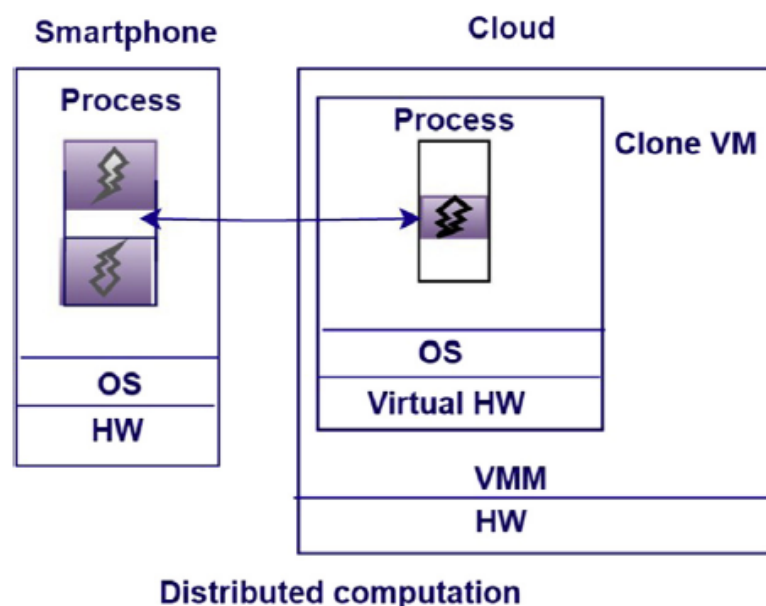 Smartphone
Process
OS
HW
Cloud
Process
Clone VM
OS
Virtual HW
VMM
HW
Distributed computation